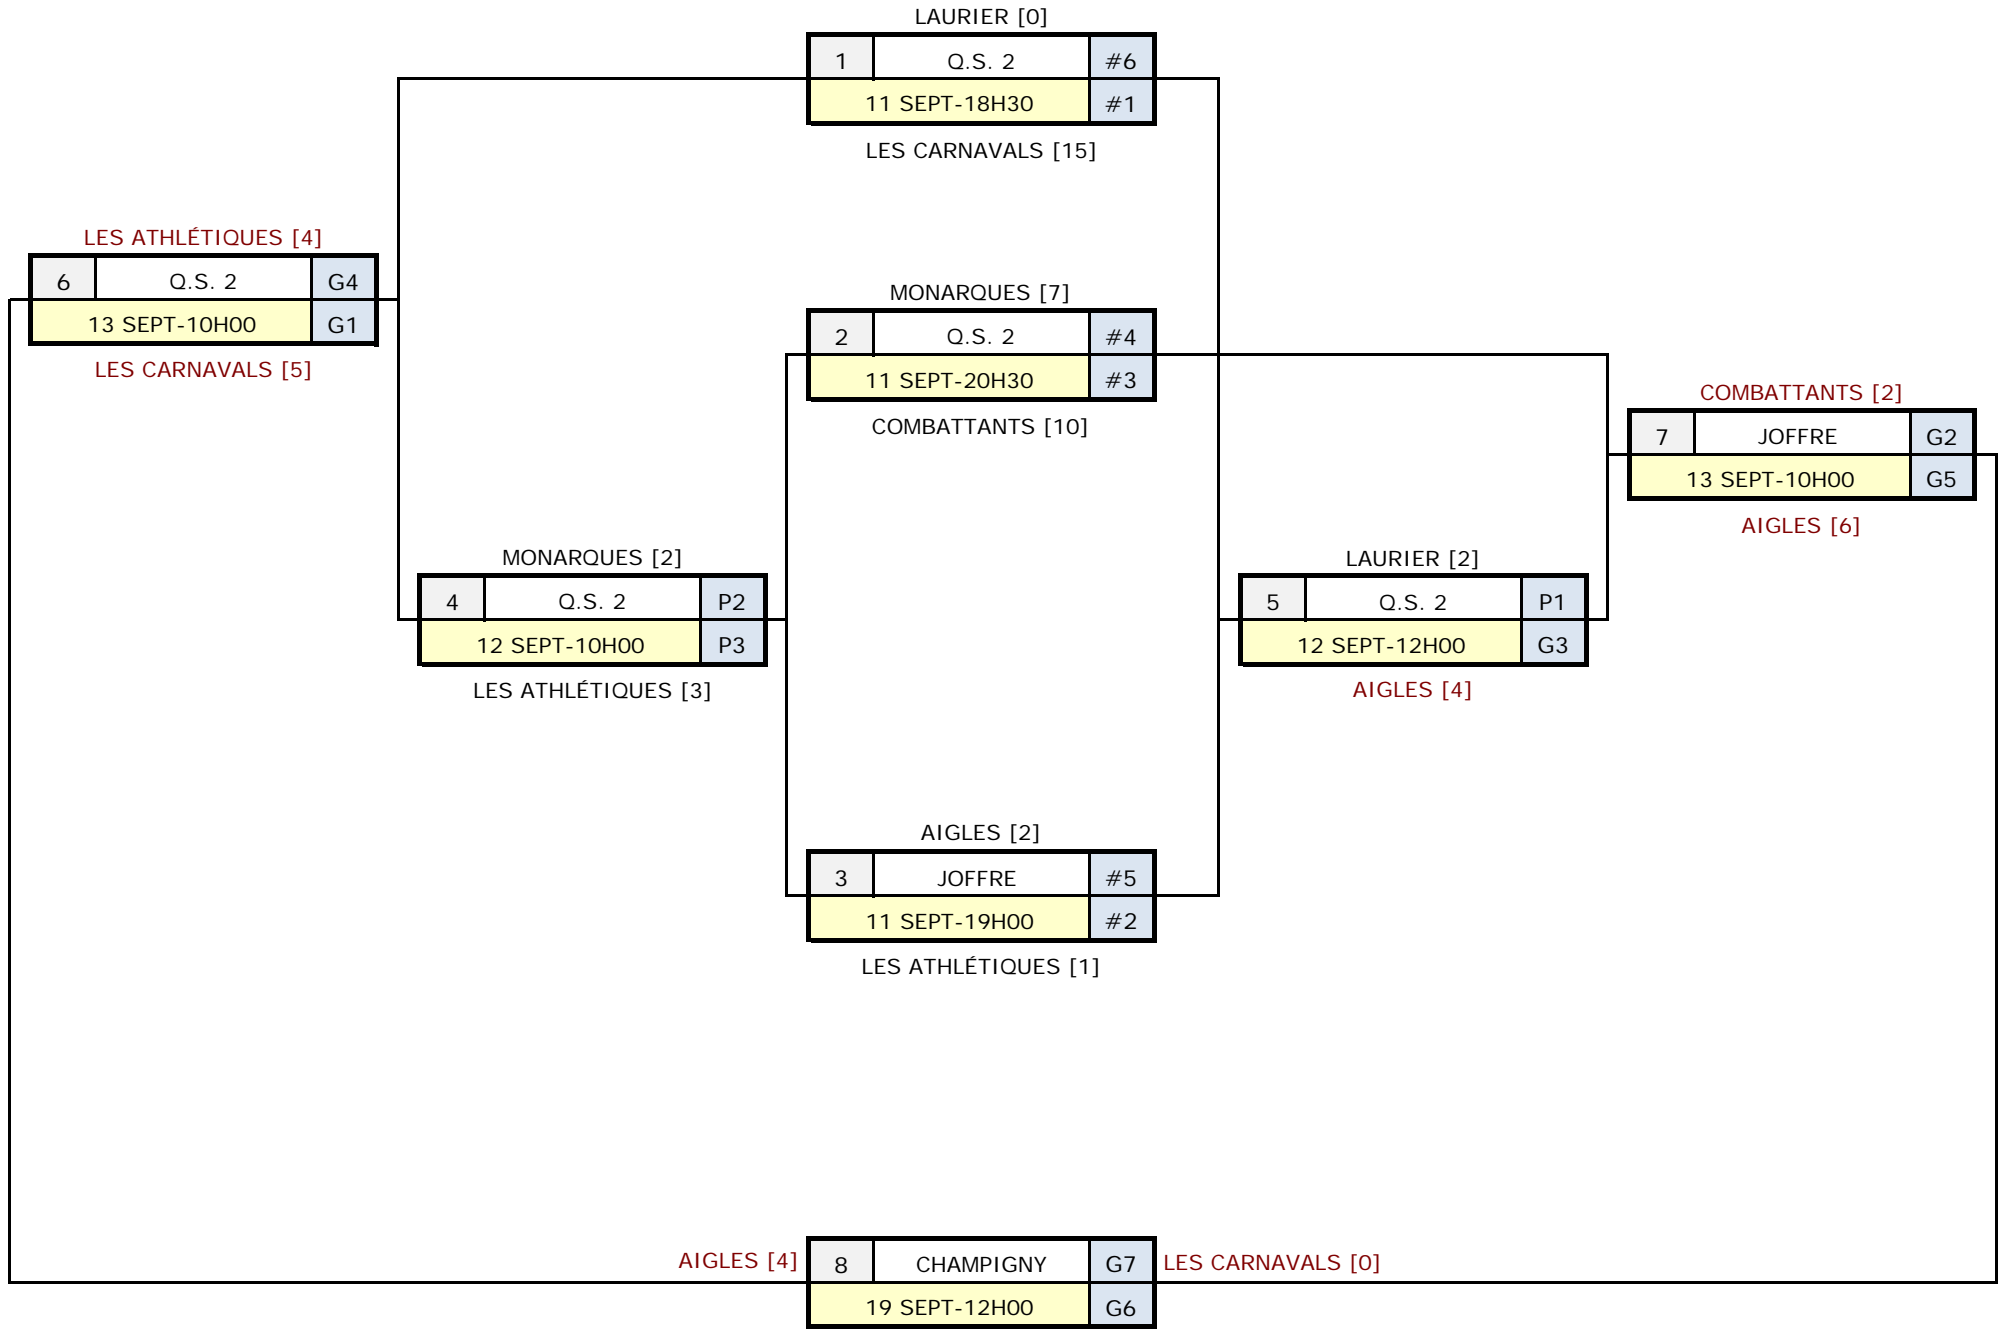 LAURIER [0]
1 Q.S. 2 #6
11 SEPT-18H30 #1
LES CARNAVALS [15]
LES ATHLÉTIQUES [4]
6 Q.S. 2 G4
13 SEPT-10H00 G1
LES CARNAVALS [5]
MONARQUES [7]
2 Q.S. 2 #4
11 SEPT-20H30 #3
COMBATTANTS [10]
COMBATTANTS [2]
7 JOFFRE G2
13 SEPT-10H00 G5
AIGLES [6]
MONARQUES [2]
4 Q.S. 2 P2
12 SEPT-10H00 P3
LES ATHLÉTIQUES [3]
LAURIER [2]
5 Q.S. 2 P1
12 SEPT-12H00 G3
AIGLES [4]
AIGLES [2]
3 JOFFRE #5
11 SEPT-19H00 #2
LES ATHLÉTIQUES [1]
AIGLES [4] 8 CHAMPIGNY G7 LES CARNAVALS [0]
19 SEPT-12H00 G6